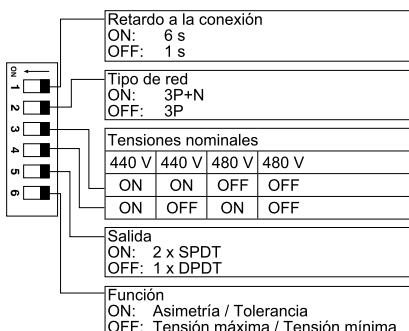 Retardo a la conexión
ON: 6 s
OFF: 1 s
ON
1
Tipo de red
ON: 3P+N
OFF: 3P
2
3
Tensiones nominales
440 V 440 V 480 V 480 V
ON ON OFF OFF
ON OFF ON OFF
4
5
Salida
ON: 2 x SPDT
OFF: 1 x DPDT
6
Función
ON: Asimetría / Tolerancia
OFF: Tensión máxima / Tensión mínima